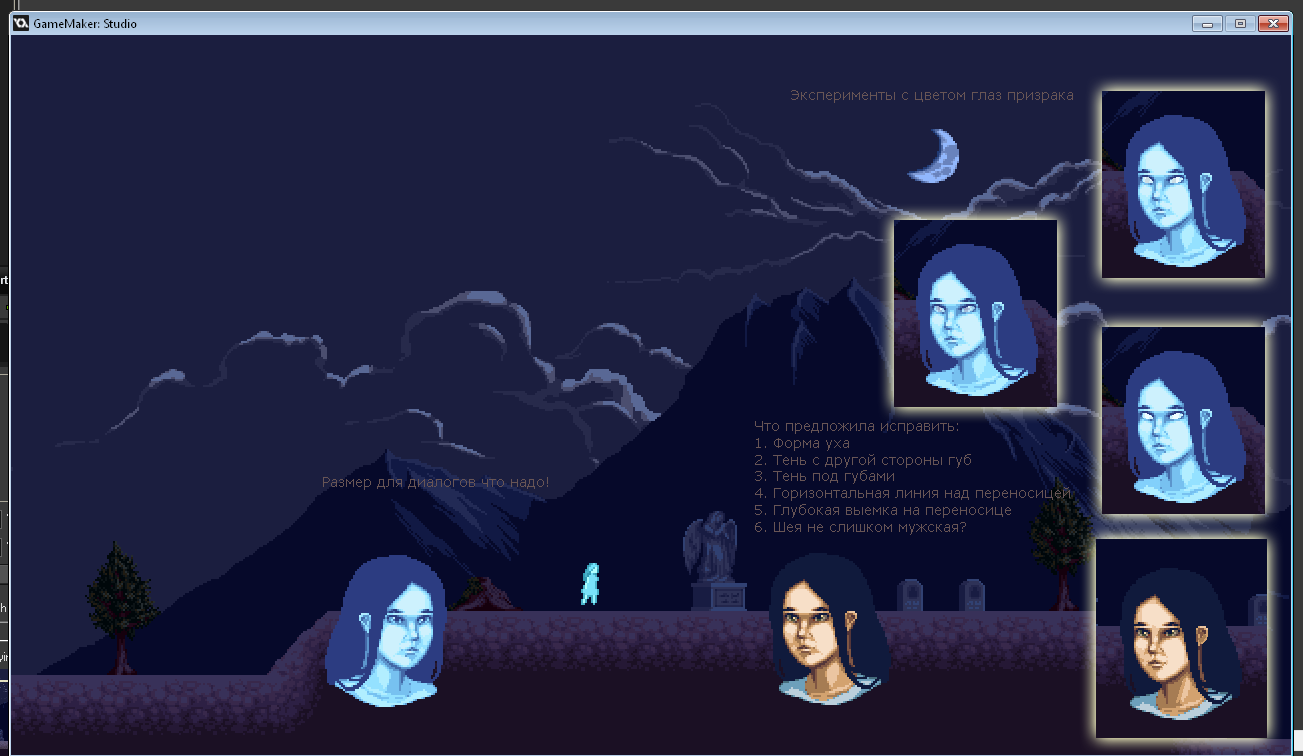 GameMaker: Studio
Эксперименты с цветом глаз призрака
Что предложила исправить:
1. Форма уха
2. Тень с другой стороны губ
3. Тень под губами
4. Горизонтальная линия над переносицей
5. Глубокая выемка на переносице
6. Шея не слишком мужская?
Размер для диалогов что надо!